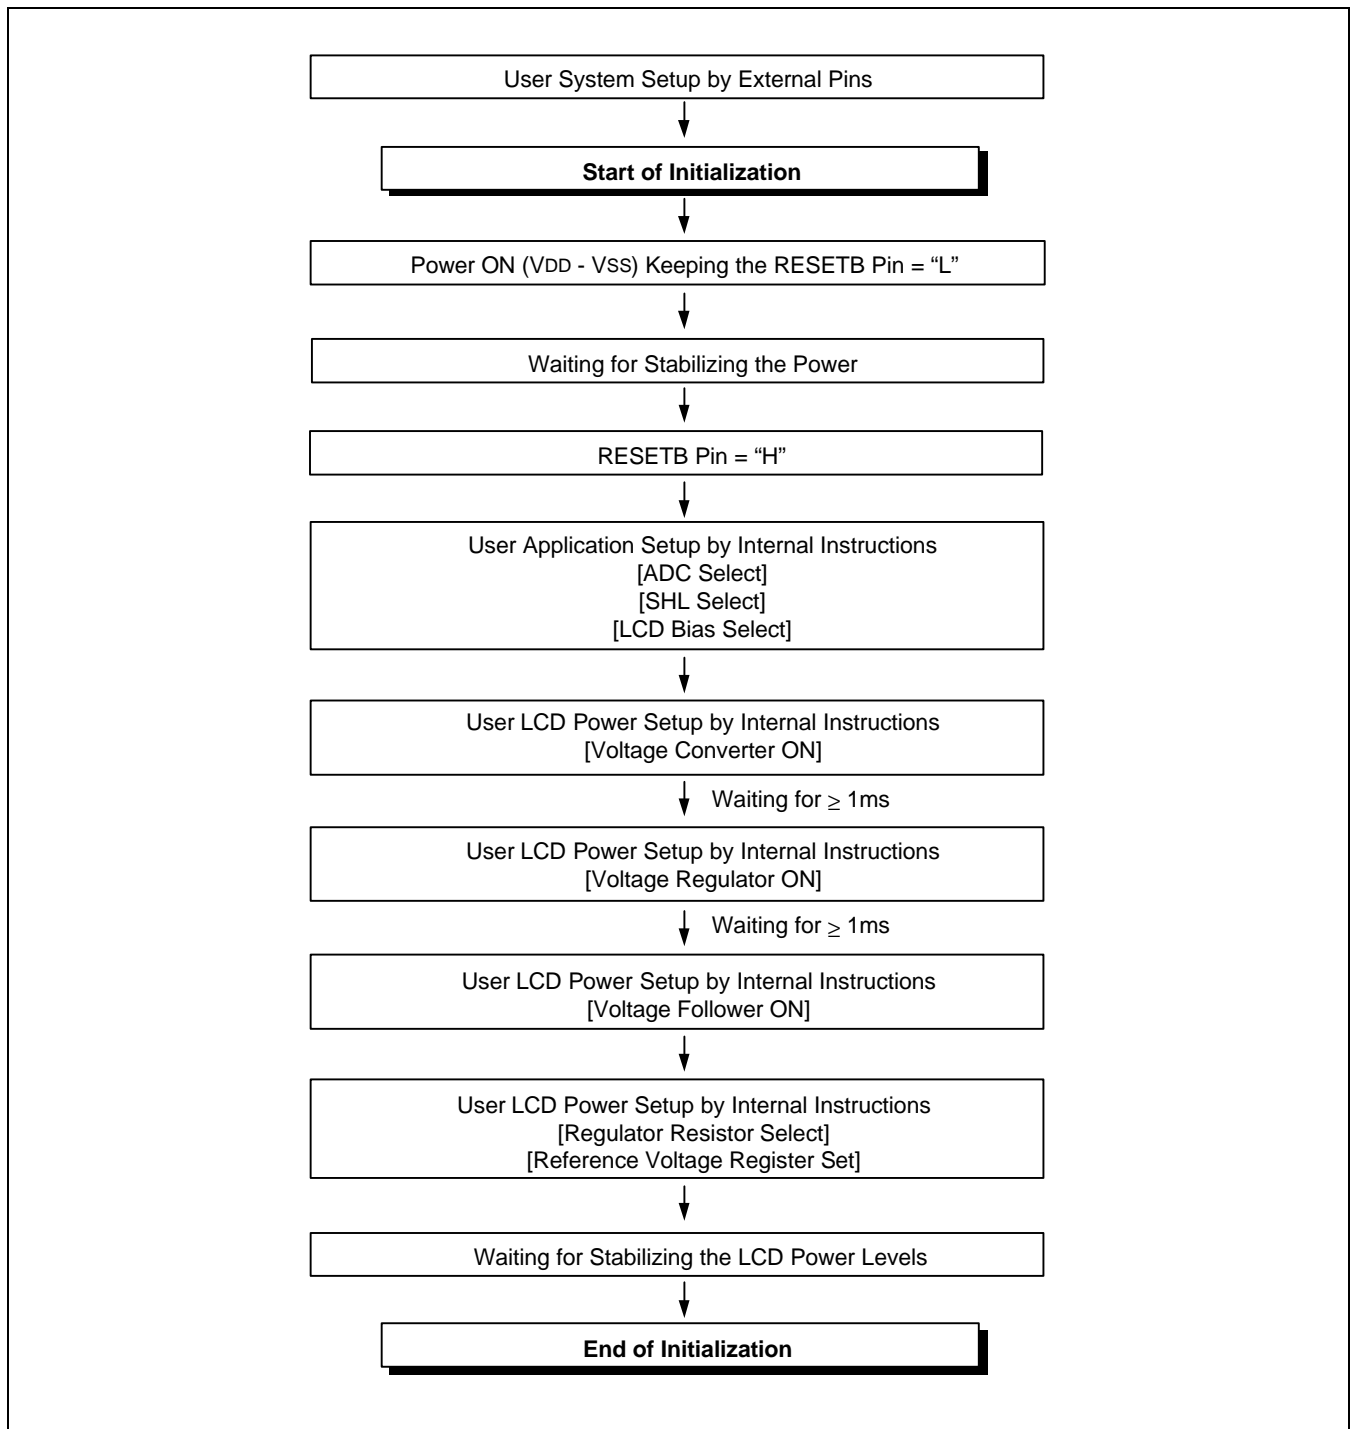 User System Setup by External Pins
Start of Initialization
Power ON (VDD - VSS) Keeping the RESETB Pin = “L”
Waiting for Stabilizing the Power
RESETB Pin = “H”
User Application Setup by Internal Instructions
[ADC Select]
[SHL Select]
[LCD Bias Select]
User LCD Power Setup by Internal Instructions
[Voltage Converter ON]
Waiting for ≥ 1ms
User LCD Power Setup by Internal Instructions
[Voltage Regulator ON]
Waiting for ≥ 1ms
User LCD Power Setup by Internal Instructions
[Voltage Follower ON]
User LCD Power Setup by Internal Instructions
[Regulator Resistor Select]
[Reference Voltage Register Set]
Waiting for Stabilizing the LCD Power Levels
End of Initialization